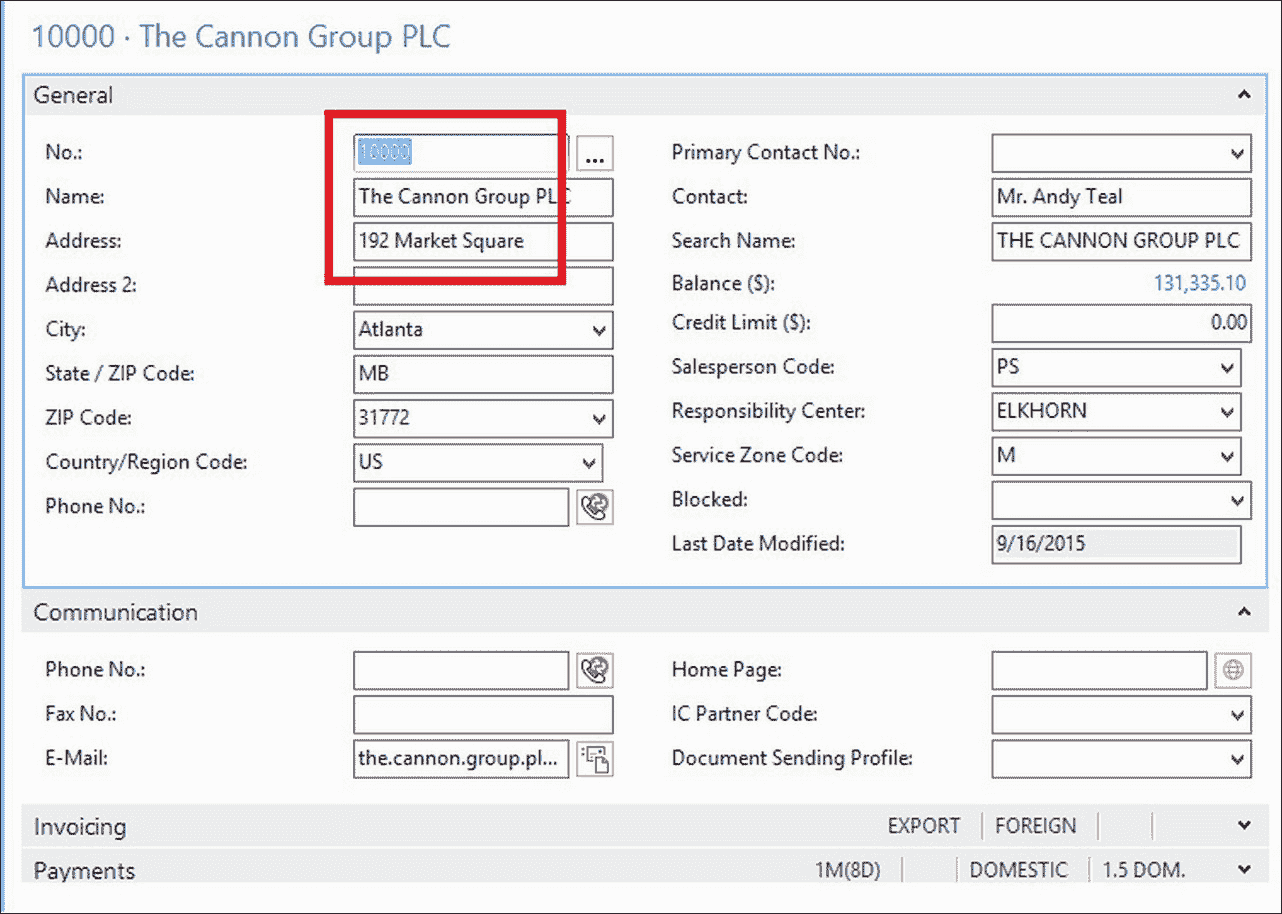 10000 · The Cannon Group PLC
General
No.: 10000 ... Primary Contact No.:
Name: The Cannon Group PLC Contact: Mr. Andy Teal
Address: 192 Market Square Search Name: THE CANNON GROUP PLC
Address 2: Balance ($): 131,335.10
City: Atlanta Credit Limit ($): 0.00
State / ZIP Code: MB Salesperson Code: PS
ZIP Code: 31772 Responsibility Center: ELKHORN
Country/Region Code: US Service Zone Code: M
Phone No.: Blocked:
Last Date Modified: 9/16/2015
Communication
Phone No.: Home Page:
Fax No.: IC Partner Code:
E-Mail: the.cannon.group.pl... Document Sending Profile:
Invoicing EXPORT FOREIGN
Payments 1M(8D) DOMESTIC 1.5 DOM.